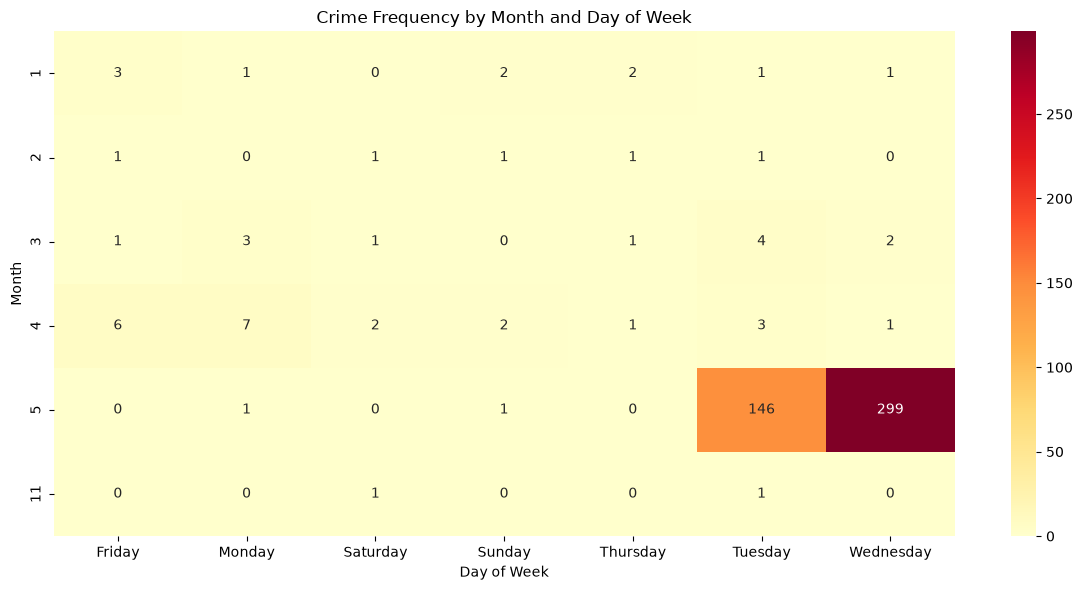 Crime Frequency by Month and Day of Week
1 3 1 0 2 2 1 1
2 1 0 1 1 1 1 0
3 1 3 1 0 1 4 2
4 6 7 2 2 1 3 1
5 0 1 0 1 0 146 299
11 0 0 1 0 0 1 0
Month
Friday Monday Saturday Sunday Thursday Tuesday Wednesday
Day of Week
250
200
150
100
50
0